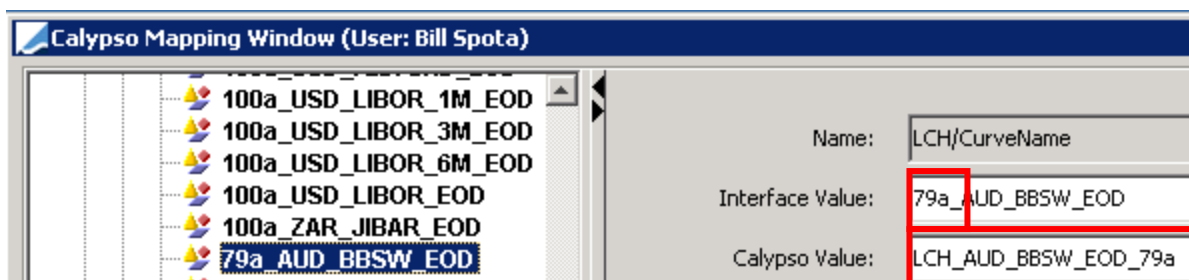 Calypso Mapping Window (User: Bill Spota)
100a_USD_LIBOR_1M_EOD
100a_USD_LIBOR_3M_EOD
100a_USD_LIBOR_6M_EOD
100a_USD_LIBOR_EOD
100a_ZAR_JIBAR_EOD
79a_AUD_BBSW_EOD
Name: LCH/CurveName
Interface Value: 79a_AUD_BBSW_EOD
Calypso Value: LCH_AUD_BBSW_EOD_79a